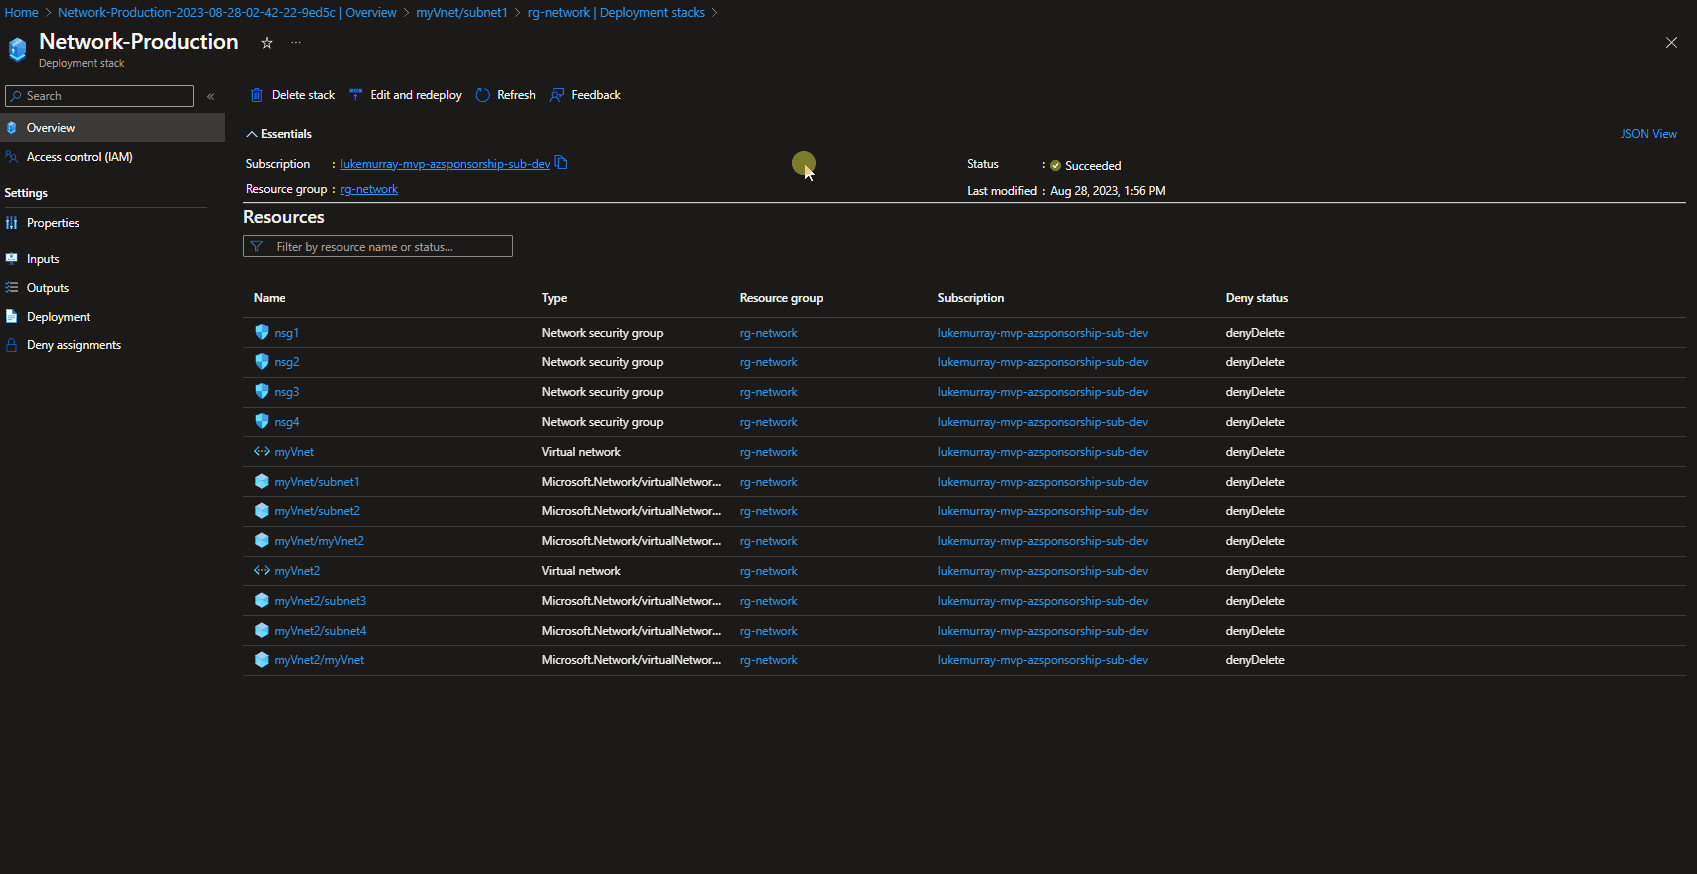 Home > Network-Production-2023-08-28-02-42-22-9ed5c | Overview > myVnet/subnet1 > rg-network | Deployment stacks >
Network-Production
Deployment stack
Search
Overview
Access control (IAM)
Settings
Properties
Inputs
Outputs
Deployment
Deny assignments
Delete stack Edit and redeploy Refresh Feedback
Essentials JSON View
Subscription : lukemurray-mvp-azsponsorship-sub-dev Status : Succeeded
Resource group : rg-network Last modified : Aug 28, 2023, 1:56 PM
Resources
Filter by resource name or status...
Name Type Resource group Subscription Deny status
nsg1 Network security group rg-network lukemurray-mvp-azsponsorship-sub-dev denyDelete
nsg2 Network security group rg-network lukemurray-mvp-azsponsorship-sub-dev denyDelete
nsg3 Network security group rg-network lukemurray-mvp-azsponsorship-sub-dev denyDelete
nsg4 Network security group rg-network lukemurray-mvp-azsponsorship-sub-dev denyDelete
myVnet Virtual network rg-network lukemurray-mvp-azsponsorship-sub-dev denyDelete
myVnet/subnet1 Microsoft.Network/virtualNetwor... rg-network lukemurray-mvp-azsponsorship-sub-dev denyDelete
myVnet/subnet2 Microsoft.Network/virtualNetwor... rg-network lukemurray-mvp-azsponsorship-sub-dev denyDelete
myVnet/myVnet2 Microsoft.Network/virtualNetwor... rg-network lukemurray-mvp-azsponsorship-sub-dev denyDelete
myVnet2 Virtual network rg-network lukemurray-mvp-azsponsorship-sub-dev denyDelete
myVnet2/subnet3 Microsoft.Network/virtualNetwor... rg-network lukemurray-mvp-azsponsorship-sub-dev denyDelete
myVnet2/subnet4 Microsoft.Network/virtualNetwor... rg-network lukemurray-mvp-azsponsorship-sub-dev denyDelete
myVnet2/myVnet Microsoft.Network/virtualNetwor... rg-network lukemurray-mvp-azsponsorship-sub-dev denyDelete